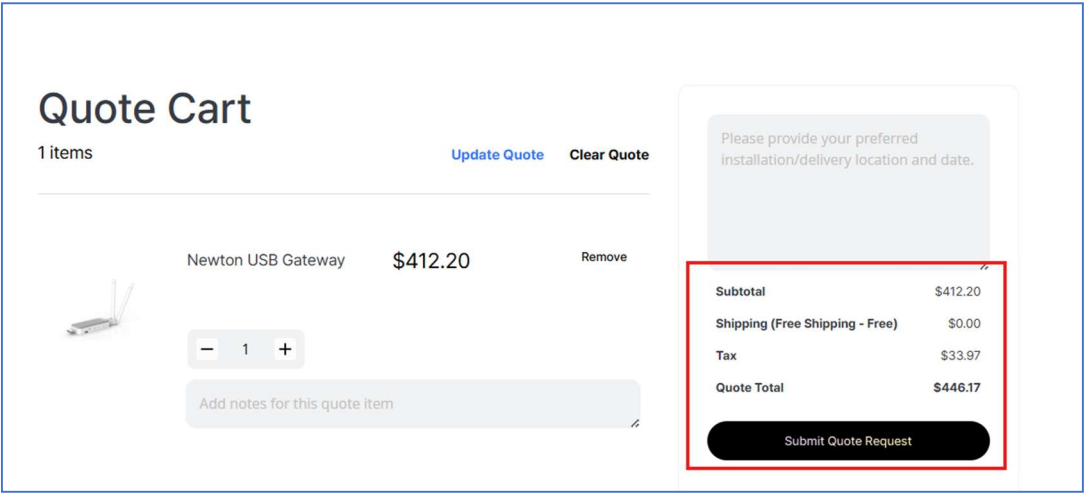 Quote Cart
1 items
Update Quote
Clear Quote
Newton USB Gateway
$412.20
Remove
1
Add notes for this quote item
Please provide your preferred
installation/delivery location and date.
Subtotal $412.20
Shipping (Free Shipping - Free) $0.00
Tax $33.97
Quote Total $446.17
Submit Quote Request